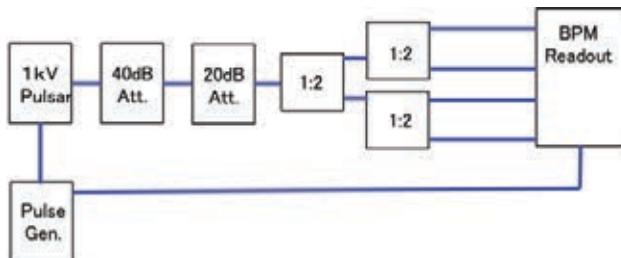 1kV
Pulsar
40dB
Att.
20dB
Att.
1:2
1:2
1:2
BPM
Readout
Pulse
Gen.